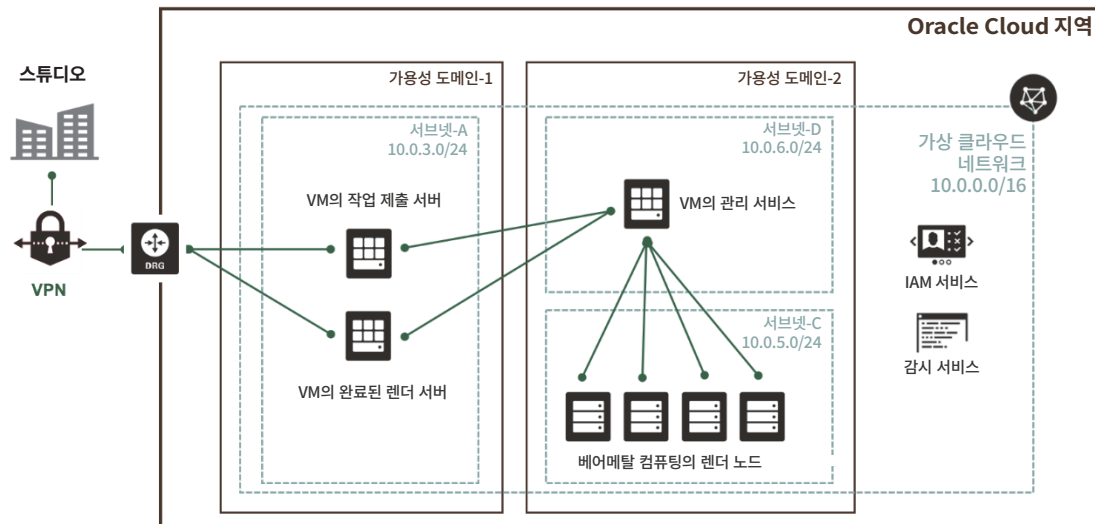 Oracle Cloud 지역
스튜디오
가용성 도메인-1
가용성 도메인-2
서브넷-A
10.0.3.0/24
서브넷-D
10.0.6.0/24
가상 클라우드
네트워크
10.0.0.0/16
VM의 작업 제출 서버
VM의 관리 서비스
DRG
VPN
IAM 서비스
서브넷-C
10.0.5.0/24
감시 서비스
VM의 완료된 렌더 서버
베어메탈 컴퓨팅의 렌더 노드